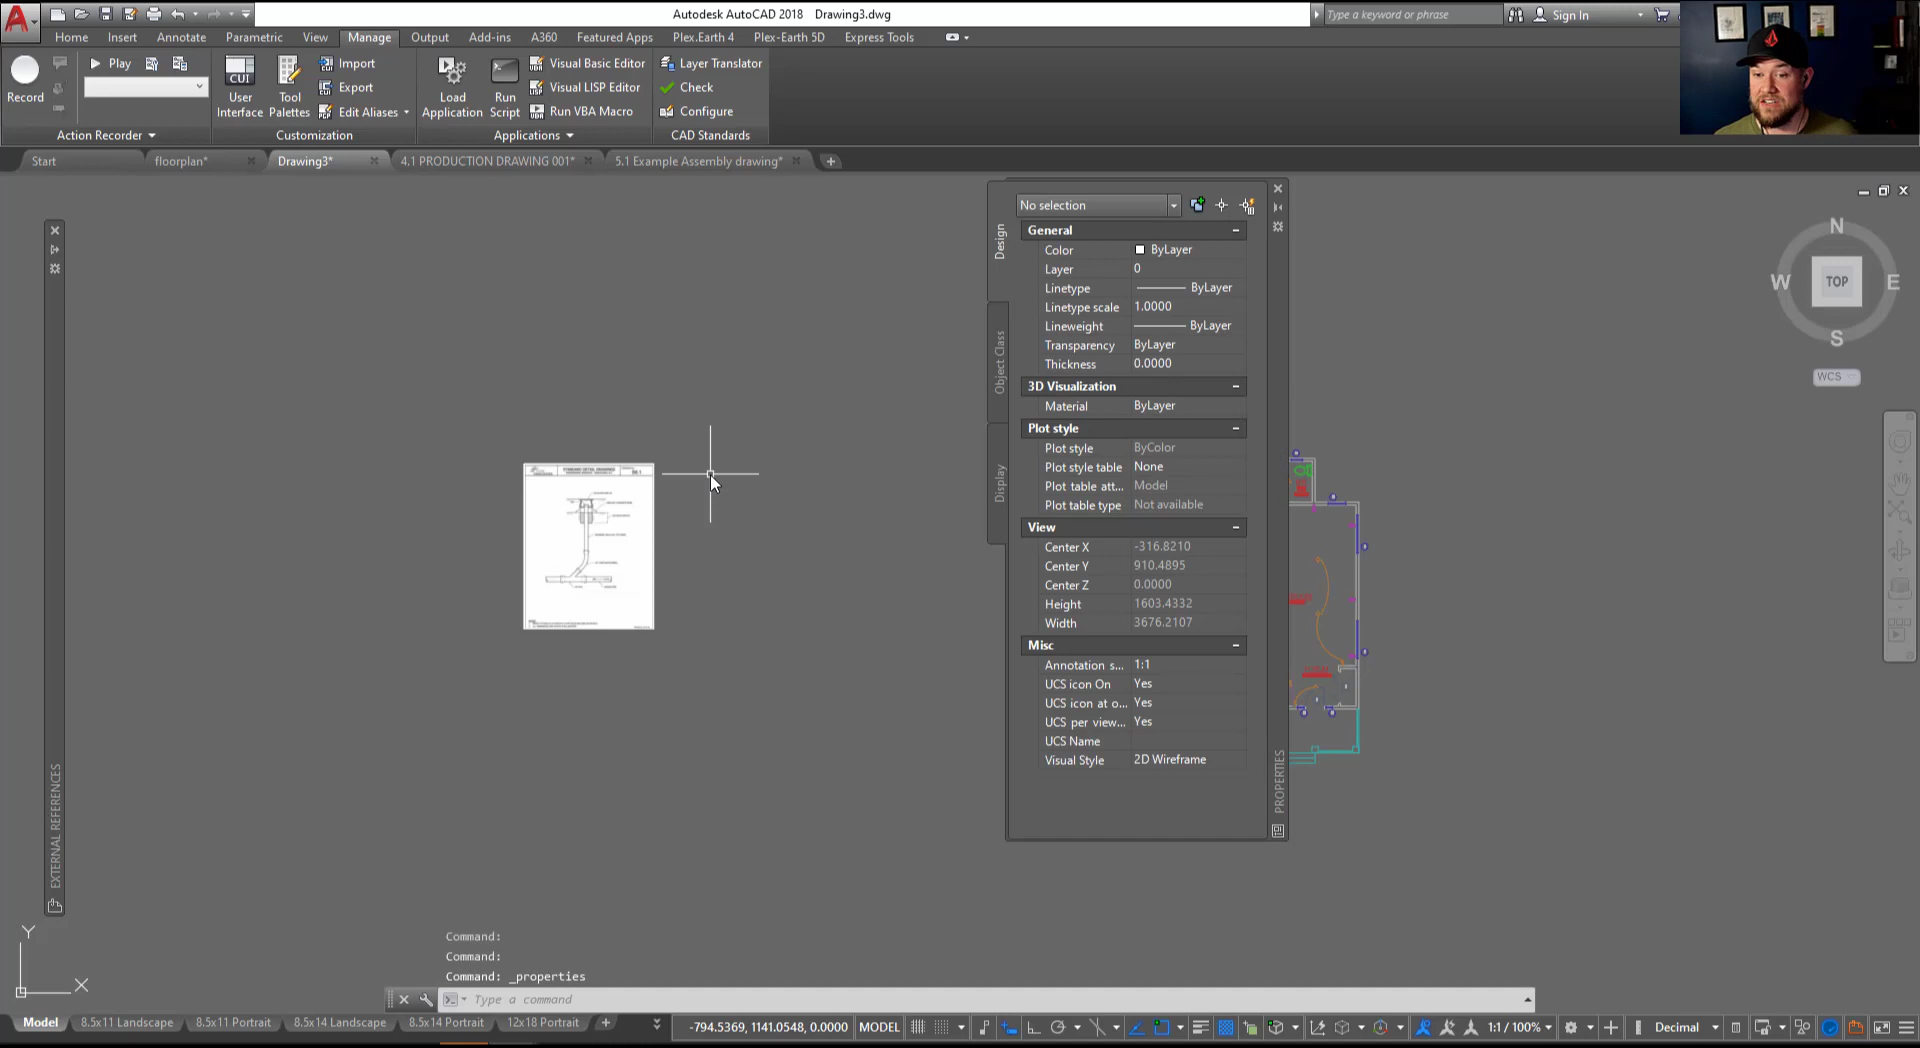 Autodesk AutoCAD 2018 Drawing3.dwg
Type a keyword or phrase
Sign In
Home Insert Annotate Parametric View Manage Output Add-ins A360 Featured Apps Plex.Earth 4 Plex-Earth 5D Express Tools
Record
Play
CUI
User Interface
Tool Palettes
Import
Export
Edit Aliases
Load Application
Run Script
Visual Basic Editor
Visual LISP Editor
Run VBA Macro
Layer Translator
Check
Configure
Action Recorder
Customization
Applications
CAD Standards
Start
floorplan*
Drawing3*
4.1 PRODUCTION DRAWING 001*
5.1 Example Assembly drawing*
EXTERNAL REFERENCES
STANDARD DETAIL DRAWINGS
Design
Object Class
Display
No selection
General
Color ByLayer
Layer 0
Linetype ByLayer
Linetype scale 1.0000
Lineweight ByLayer
Transparency ByLayer
Thickness 0.0000
3D Visualization
Material ByLayer
Plot style
Plot style ByColor
Plot style table None
Plot table att... Model
Plot table type Not available
View
Center X -316.8210
Center Y 910.4895
Center Z 0.0000
Height 1603.4332
Width 3676.2107
Misc
Annotation s... 1:1
UCS icon On Yes
UCS icon at o... Yes
UCS per view... Yes
UCS Name
Visual Style 2D Wireframe
PROPERTIES
N
W TOP E
S
WCS
Y
X
Command:
Command:
Command: _properties
Type a command
Model 8.5x11 Landscape 8.5x11 Portrait 8.5x14 Landscape 8.5x14 Portrait 12x18 Portrait
-794.5369, 1141.0548, 0.0000 MODEL
1:1 / 100%
Decimal